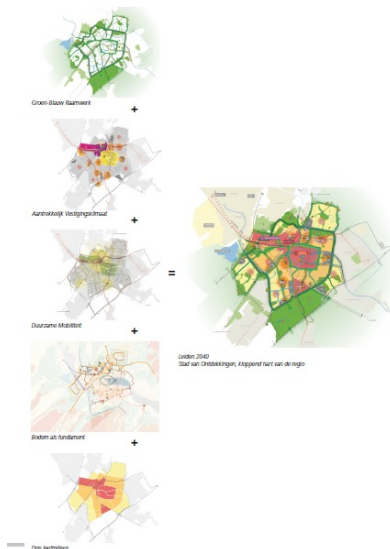 Groen-Blauw Raamwerk
+
Aantrekkelijk Vestigingsklimaat
+
Duurzame Mobiliteit
+
=
Leiden 2040
Stad van Ontdekkingen, kloppend hart van de regio
Bodem als fundament
+